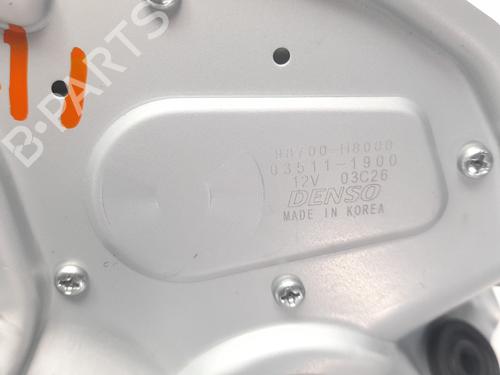 B-PARTS
98700-H8000
03511-1900
12V 03C26
DENSO
MADE IN KOREA